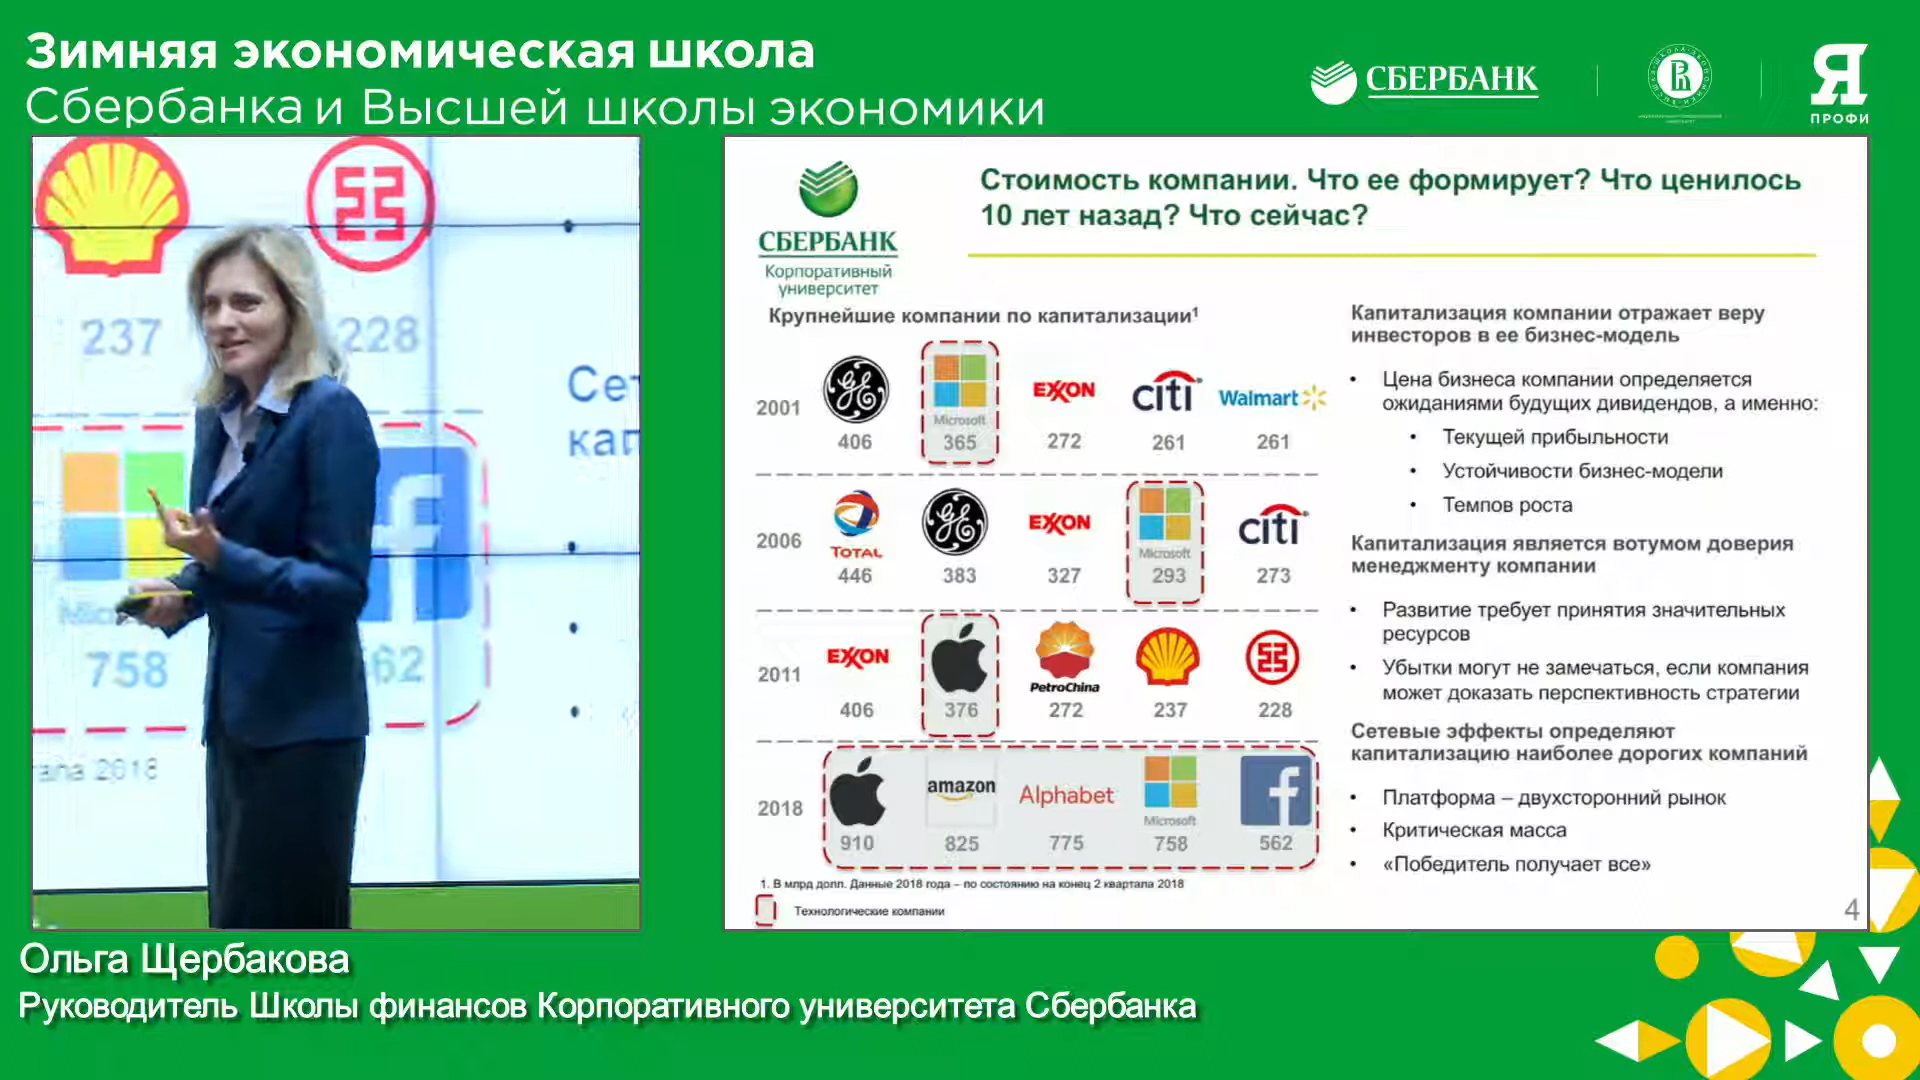 Зимняя экономическая школа
Сбербанка и Высшей школы экономики
СБЕРБАНК
Я
ПРОФИ
237
228
Сет
кап
758
562
тала 2018
СБЕРБАНК
Корпоративный
университет
Стоимость компании. Что ее формирует? Что ценилось
10 лет назад? Что сейчас?
Крупнейшие компании по капитализации¹
2001
GE
Microsoft
EXXON
citi
Walmart
406
365
272
261
261
2006
TOTAL
GE
EXXON
Microsoft
citi
446
383
327
293
273
2011
EXXON
PetroChina
406
376
272
237
228
2018
amazon
Alphabet
Microsoft
f
910
825
775
758
562
1. В млрд долл. Данные 2018 года – по состоянию на конец 2 квартала 2018
Технологические компании
Капитализация компании отражает веру
инвесторов в ее бизнес-модель
• Цена бизнеса компании определяется
ожиданиями будущих дивидендов, а именно:
• Текущей прибыльности
• Устойчивости бизнес-модели
• Темпов роста
Капитализация является вотумом доверия
менеджменту компании
• Развитие требует принятия значительных
ресурсов
• Убытки могут не замечаться, если компания
может доказать перспективность стратегии
Сетевые эффекты определяют
капитализацию наиболее дорогих компаний
• Платформа – двухсторонний рынок
• Критическая масса
• «Победитель получает все»
4
Ольга Щербакова
Руководитель Школы финансов Корпоративного университета Сбербанка